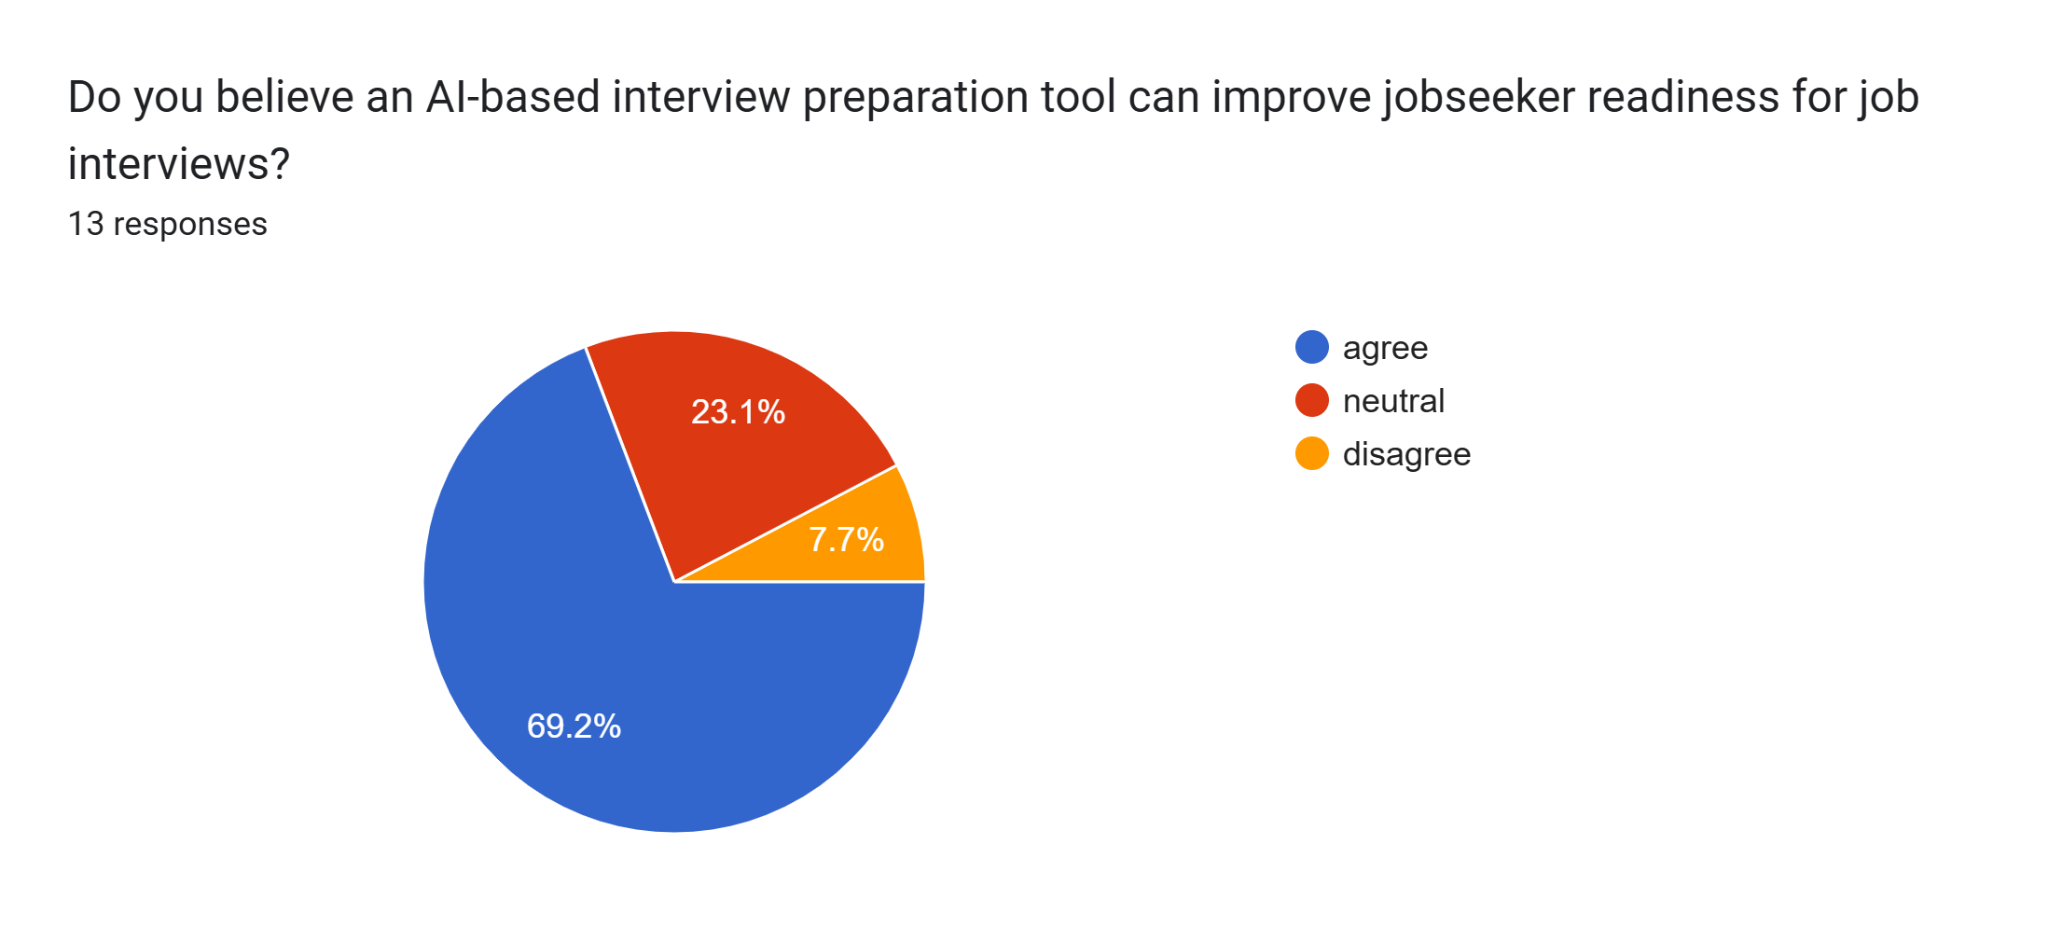 Do you believe an AI-based interview preparation tool can improve jobseeker readiness for job
interviews?
13 responses
agree
neutral
disagree
23.1%
7.7%
69.2%